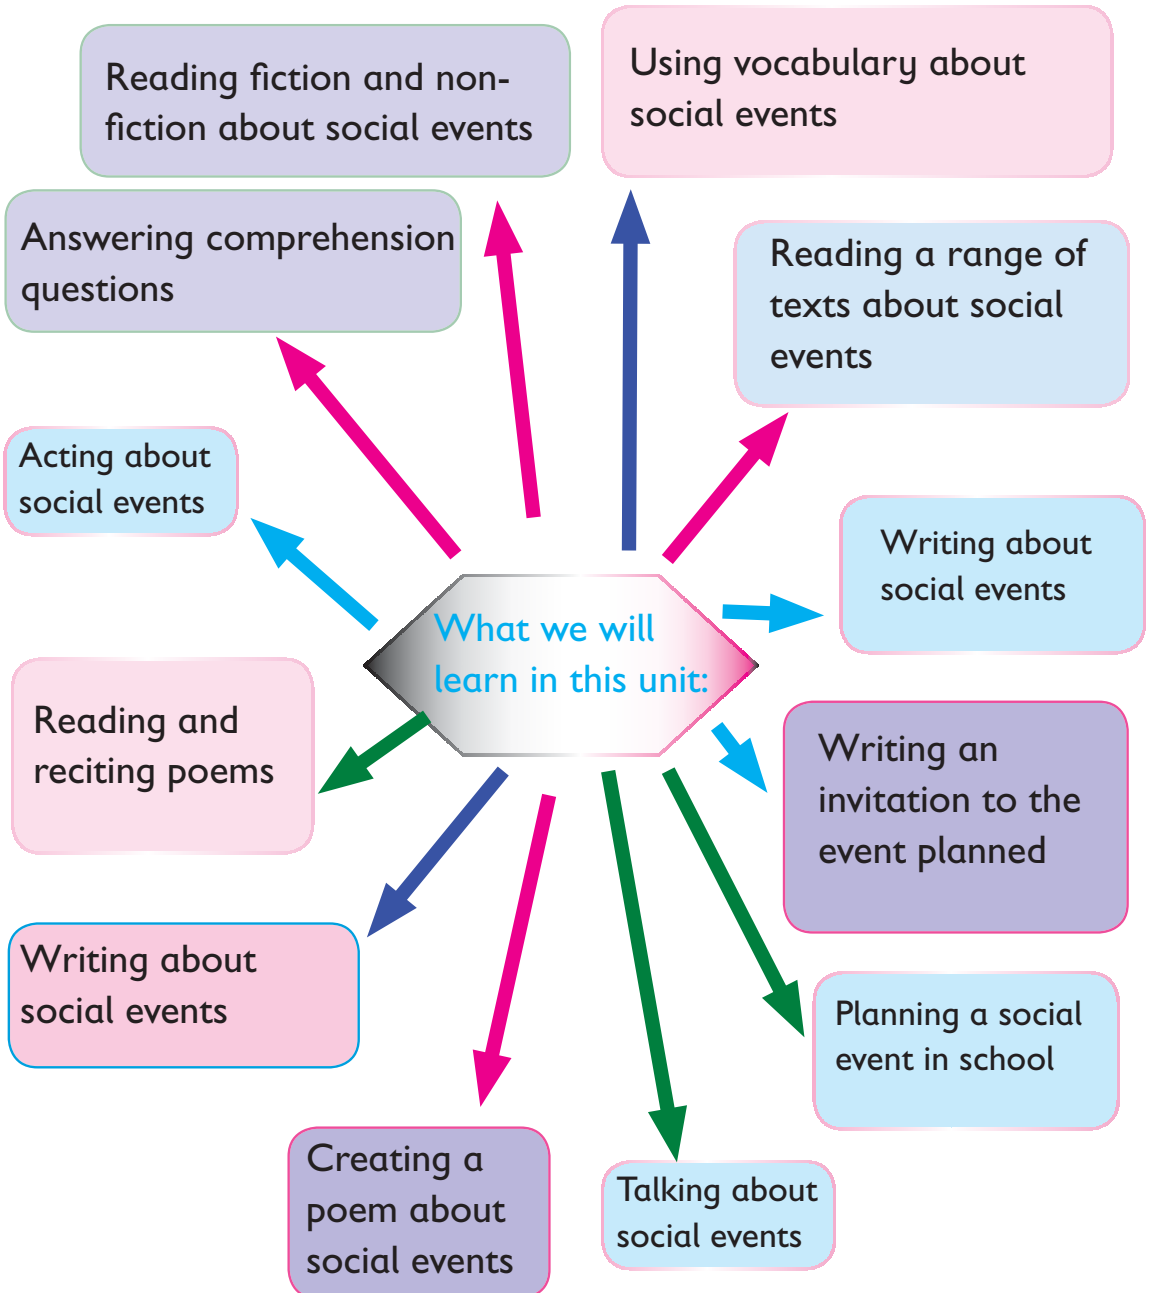 Reading fiction and non-
fiction about social events
Using vocabulary about
social events
Answering comprehension
questions
Reading a range of
texts about social
events
Acting about
social events
Writing about
social events
What we will
learn in this unit:
Reading and
reciting poems
Writing an
invitation to the
event planned
Writing about
social events
Planning a social
event in school
Creating a
poem about
social events
Talking about
social events